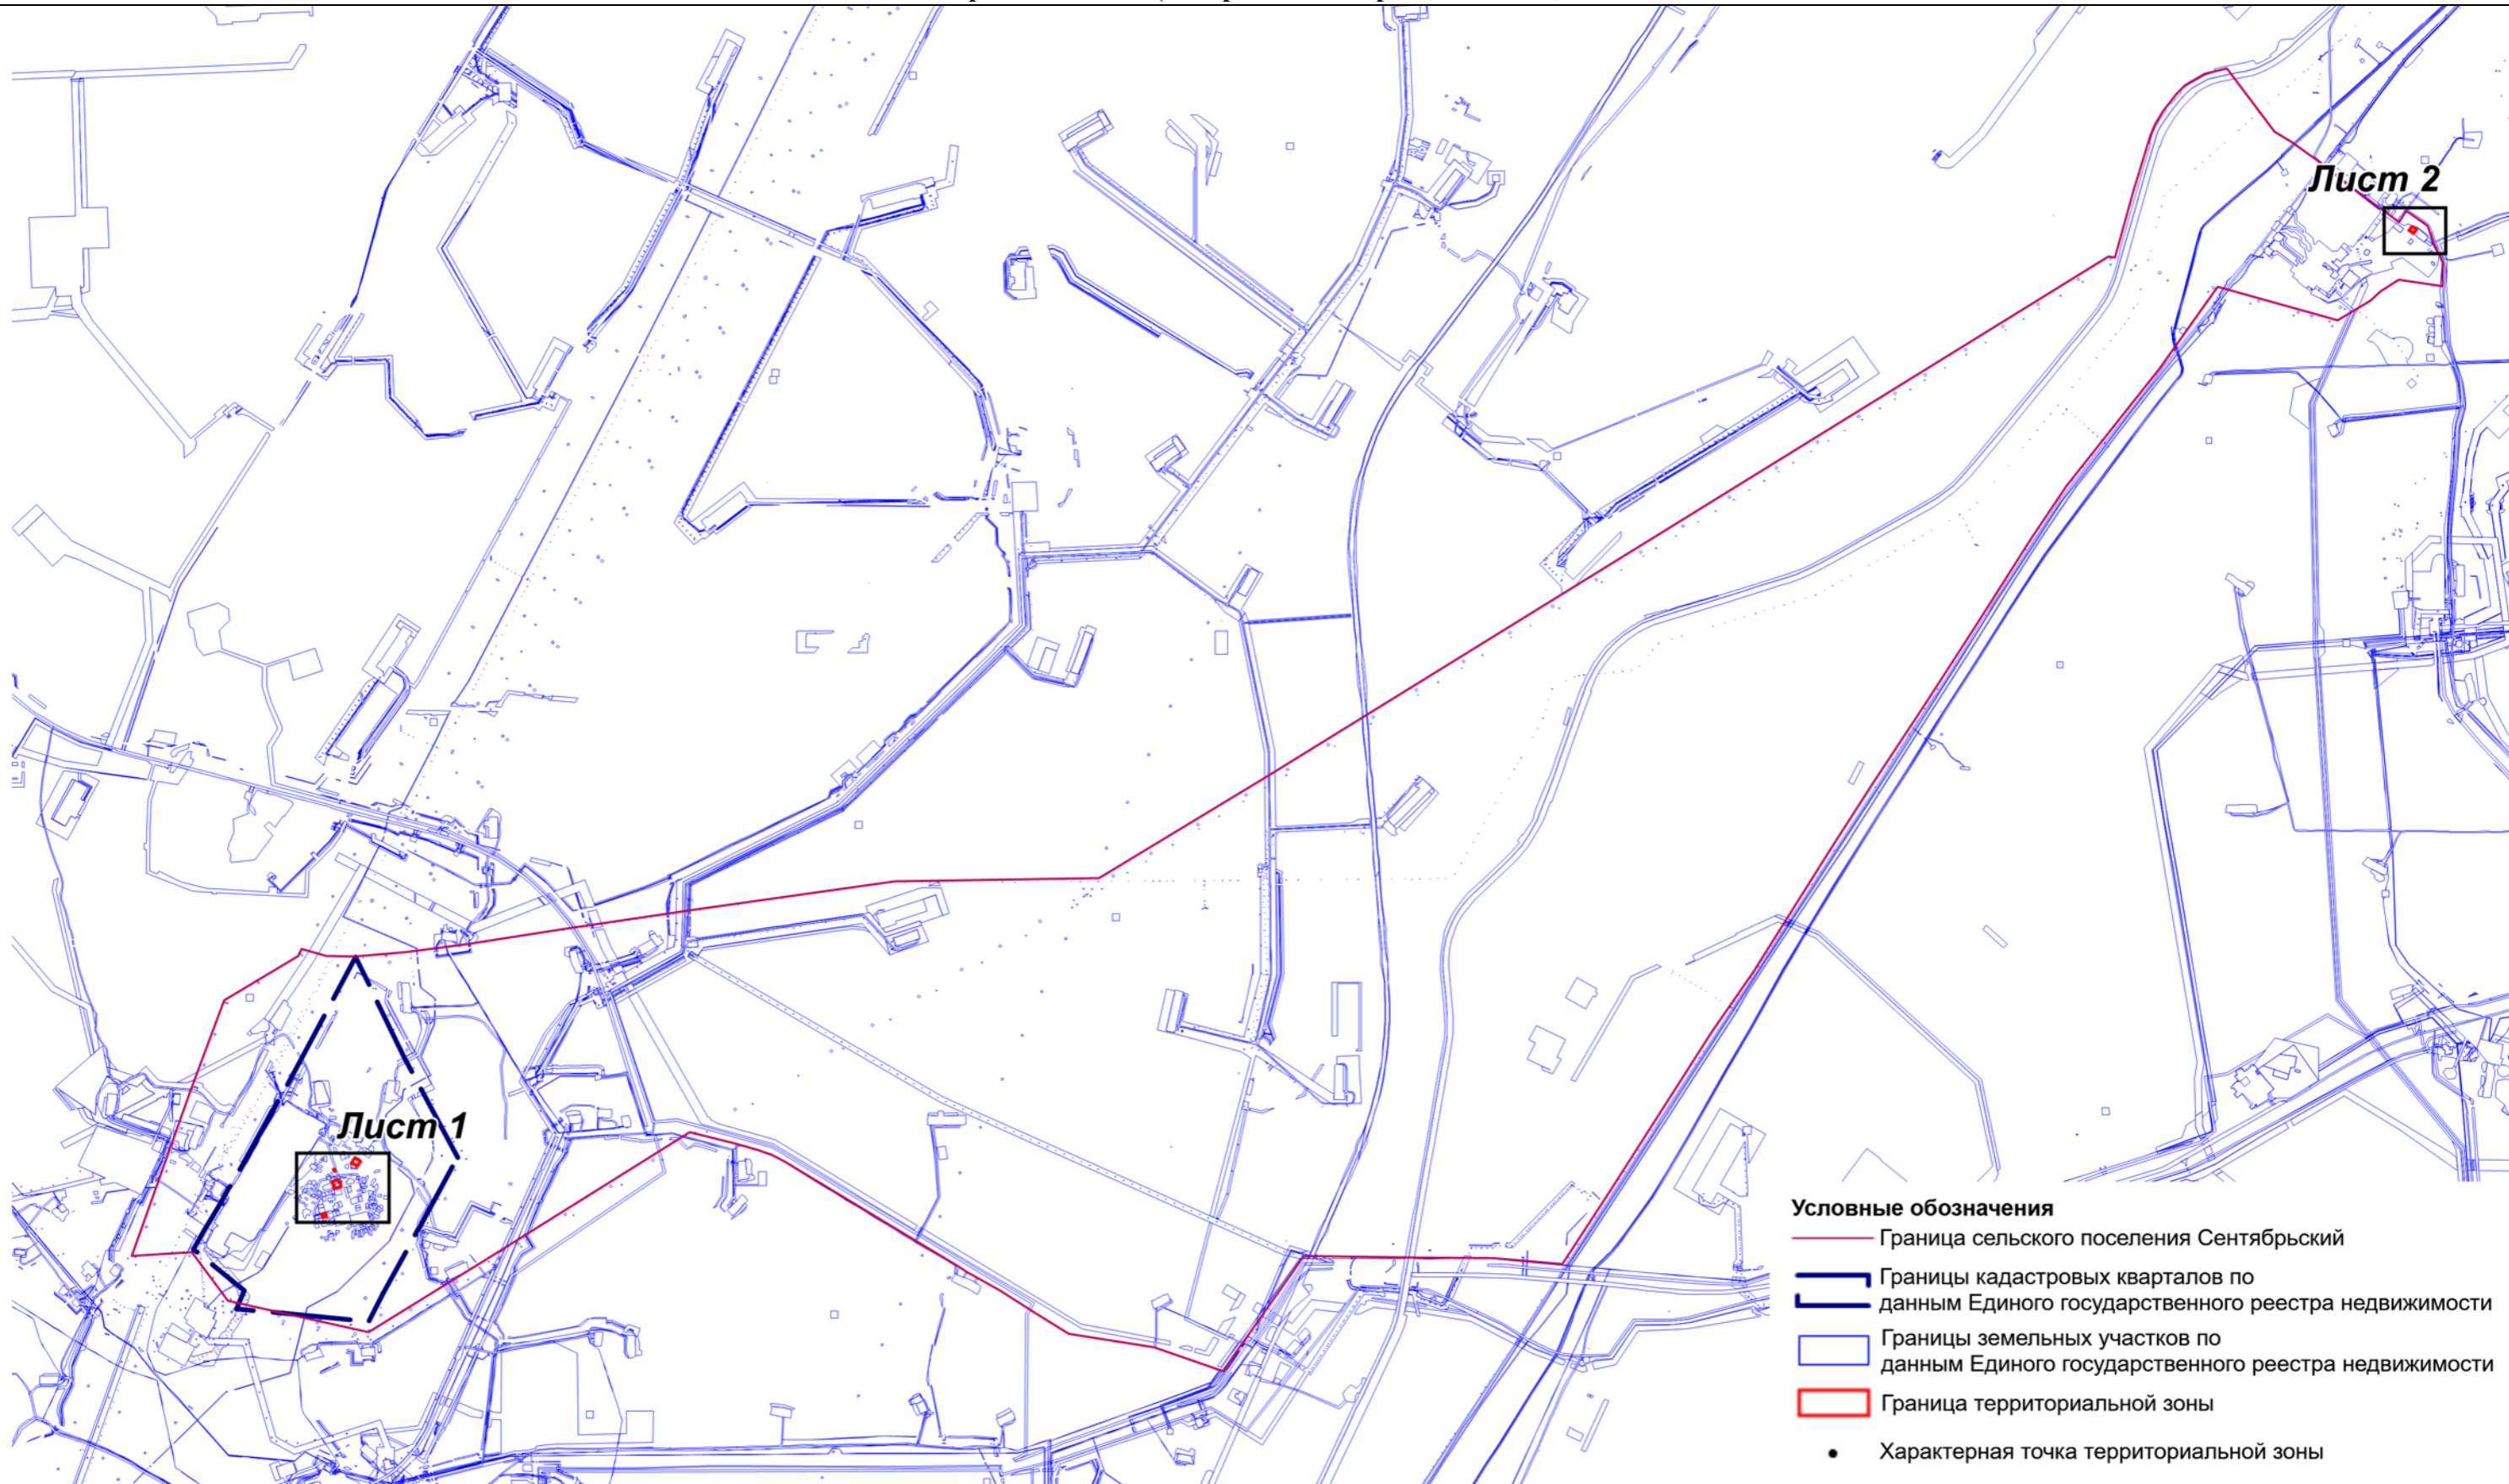 Лист 2
Лист 1
Условные обозначения
Граница сельского поселения Сентябрьский
Границы кадастровых кварталов по
данным Единого государственного реестра недвижимости
Границы земельных участков по
данным Единого государственного реестра недвижимости
Граница территориальной зоны
Характерная точка территориальной зоны